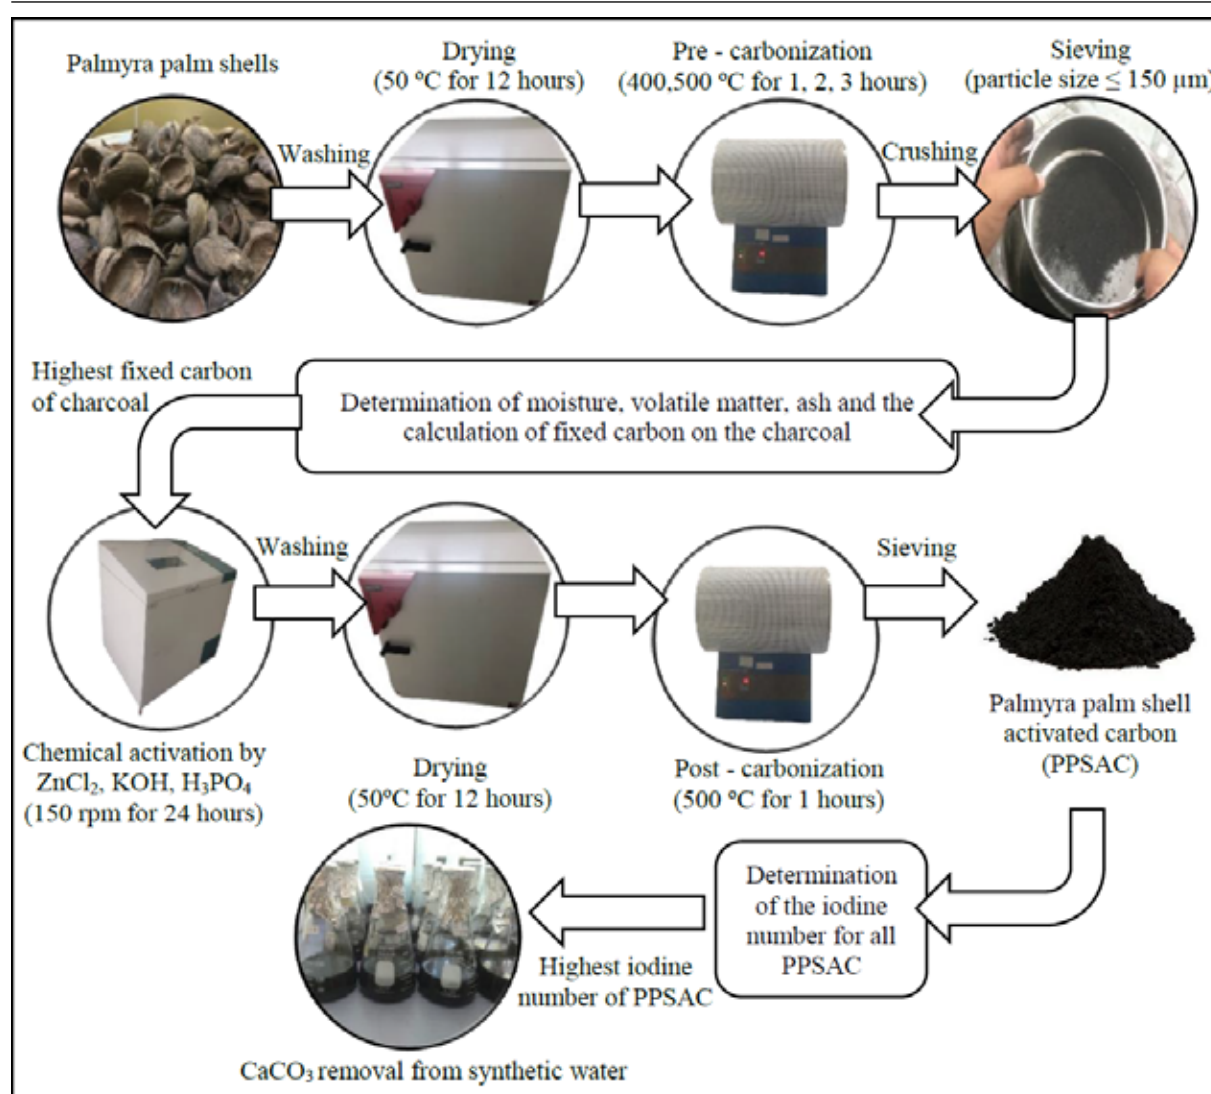 Palmyra palm shells
Washing
Drying
(50 ºC for 12 hours)
Pre - carbonization
(400,500 ºC for 1, 2, 3 hours)
Crushing
Sieving
(particle size ≤ 150 μm)
Determination of moisture, volatile matter, ash and the
calculation of fixed carbon on the charcoal
Highest fixed carbon
of charcoal
Chemical activation by
ZnCl₂, KOH, H₃PO₄
(150 rpm for 24 hours)
Washing
Drying
(50ºC for 12 hours)
Post - carbonization
(500 ºC for 1 hours)
Sieving
Palmyra palm shell
activated carbon
(PPSAC)
Determination
of the iodine
number for all
PPSAC
Highest iodine
number of PPSAC
CaCO₃ removal from synthetic water